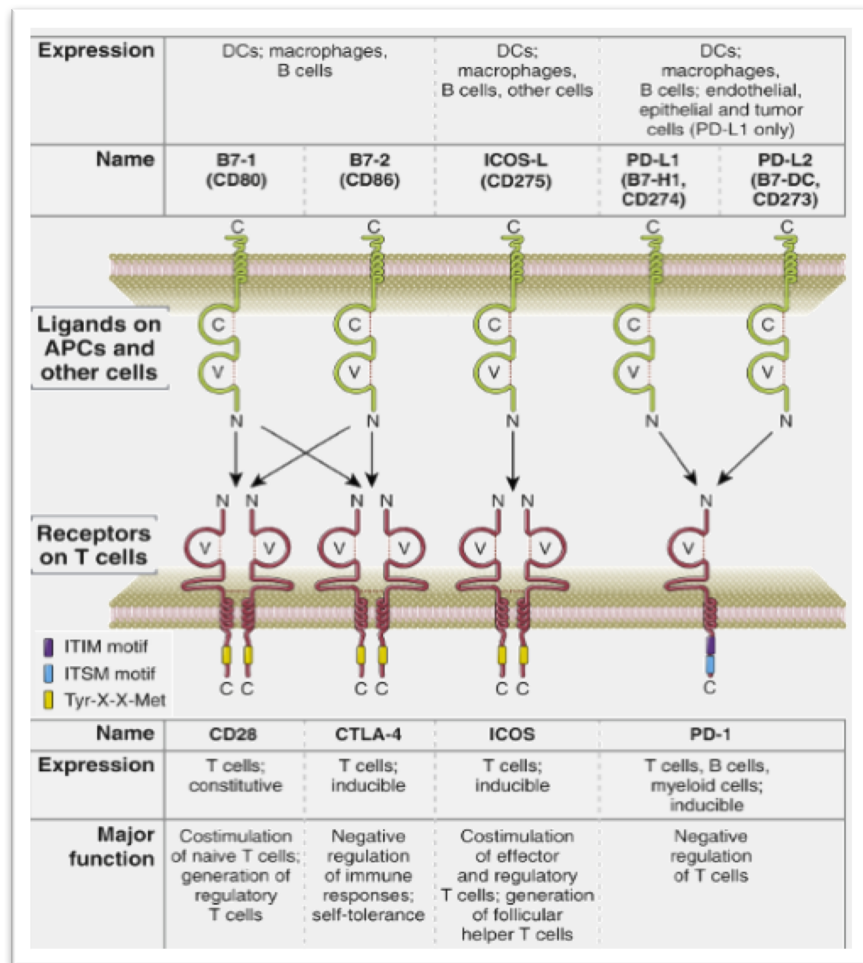 Expression
DCs; macrophages,
B cells
DCs;
macrophages,
B cells, other cells
DCs;
macrophages,
B cells; endothelial,
epithelial and tumor
cells (PD-L1 only)
Name
B7-1
(CD80)
B7-2
(CD86)
ICOS-L
(CD275)
PD-L1
(B7-H1,
CD274)
PD-L2
(B7-DC,
CD273)
C C C C C
Ligands on
APCs and
other cells
C C C C C
V V V V V
N N N N N
N N N N N N N
Receptors
on T cells
V V V V V V V
ITIM motif
ITSM motif
Tyr-X-X-Met
C C C C C C C
Name
CD28
CTLA-4
ICOS
PD-1
Expression
T cells;
constitutive
T cells;
inducible
T cells;
inducible
T cells, B cells,
myeloid cells;
inducible
Major
function
Costimulation
of naive T cells;
generation of
regulatory
T cells
Negative
regulation
of immune
responses;
self-tolerance
Costimulation
of effector
and regulatory
T cells; generation
of follicular
helper T cells
Negative
regulation
of T cells